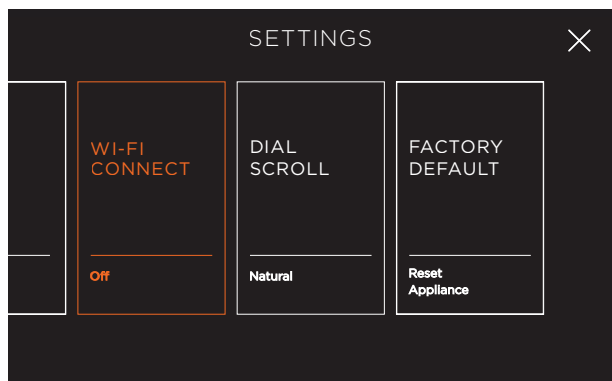 SETTINGS
WI-FI
CONNECT
Off
DIAL
SCROLL
Natural
FACTORY
DEFAULT
Reset
Appliance